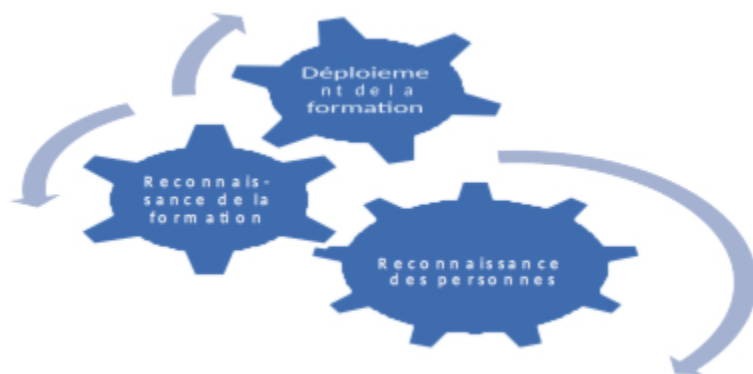 Déploieme
nt de la
formation
Reconnais-
sance de la
formation
Reconnaissance
des personnes